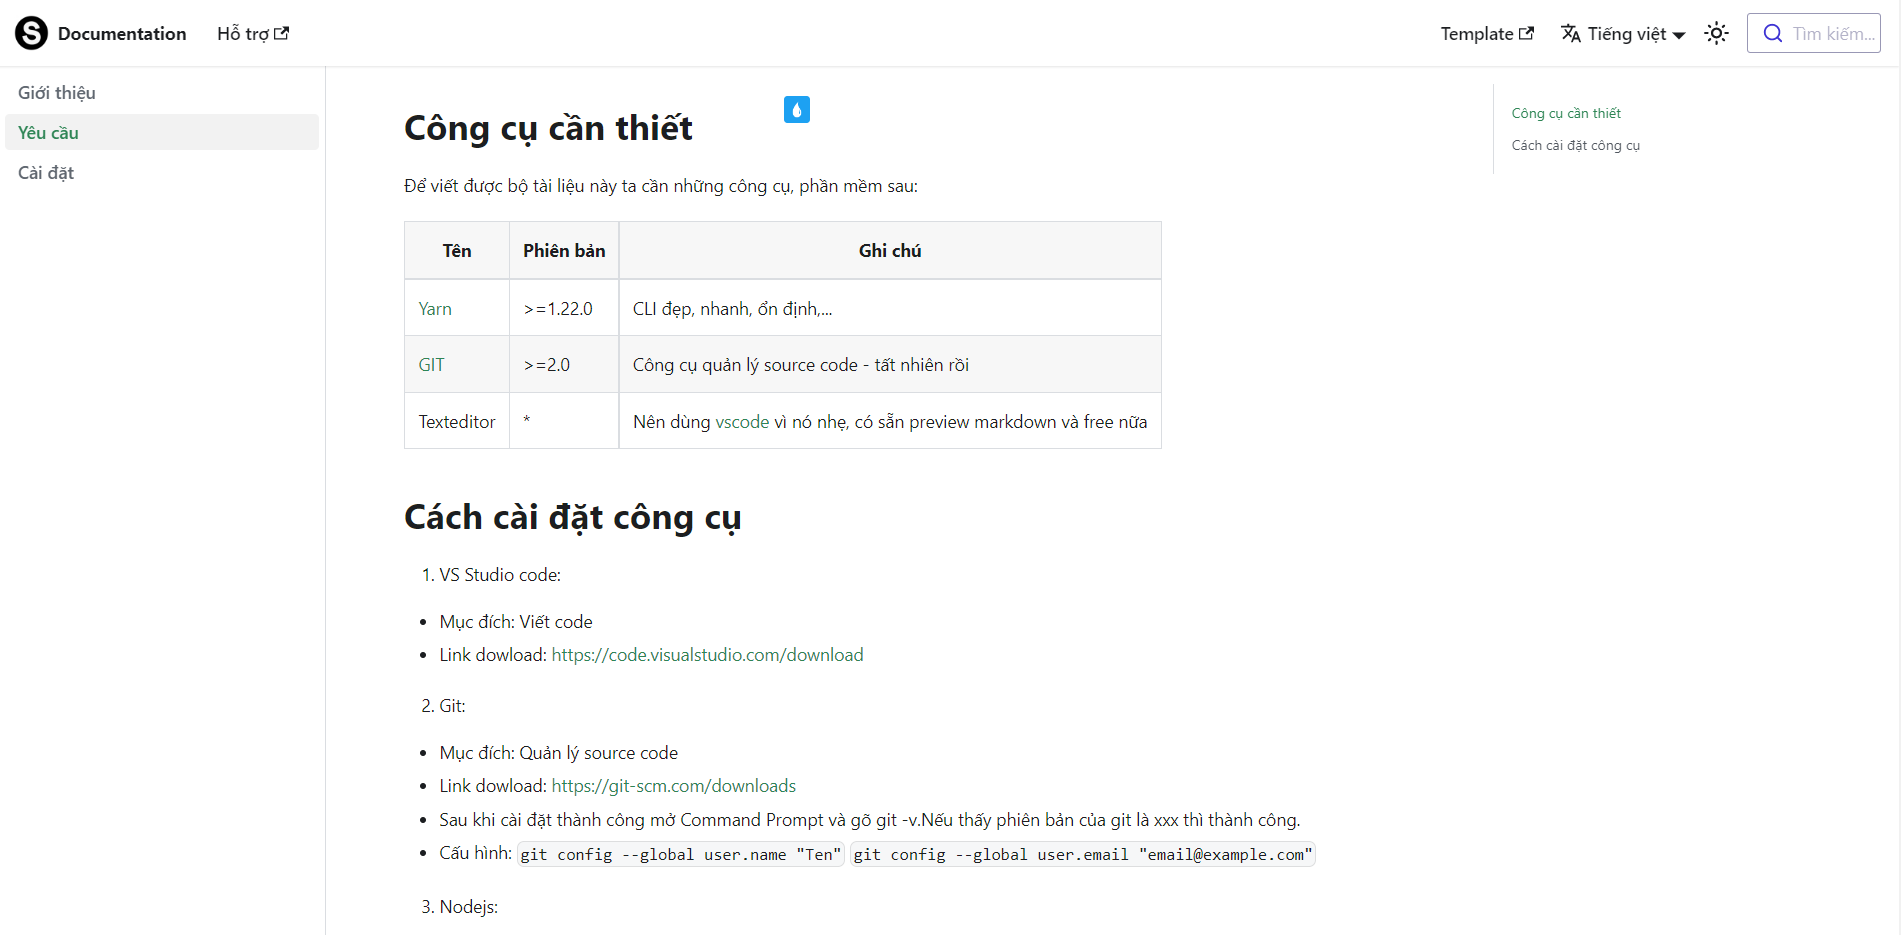 S Documentation Hỗ trợ Template Tiếng việt Tìm kiếm...
Giới thiệu
Yêu cầu
Cài đặt
Công cụ cần thiết
Để viết được bộ tài liệu này ta cần những công cụ, phần mềm sau:
Tên Phiên bản Ghi chú
Yarn >=1.22.0 CLI đẹp, nhanh, ổn định,...
GIT >=2.0 Công cụ quản lý source code - tất nhiên rồi
Texteditor * Nên dùng vscode vì nó nhẹ, có sẵn preview markdown và free nữa
Cách cài đặt công cụ
1. VS Studio code:
• Mục đích: Viết code
• Link dowload: https://code.visualstudio.com/download
2. Git:
• Mục đích: Quản lý source code
• Link dowload: https://git-scm.com/downloads
• Sau khi cài đặt thành công mở Command Prompt và gõ git -v.Nếu thấy phiên bản của git là xxx thì thành công.
• Cấu hình: git config --global user.name "Ten" git config --global user.email "email@example.com"
3. Nodejs:
Công cụ cần thiết
Cách cài đặt công cụ